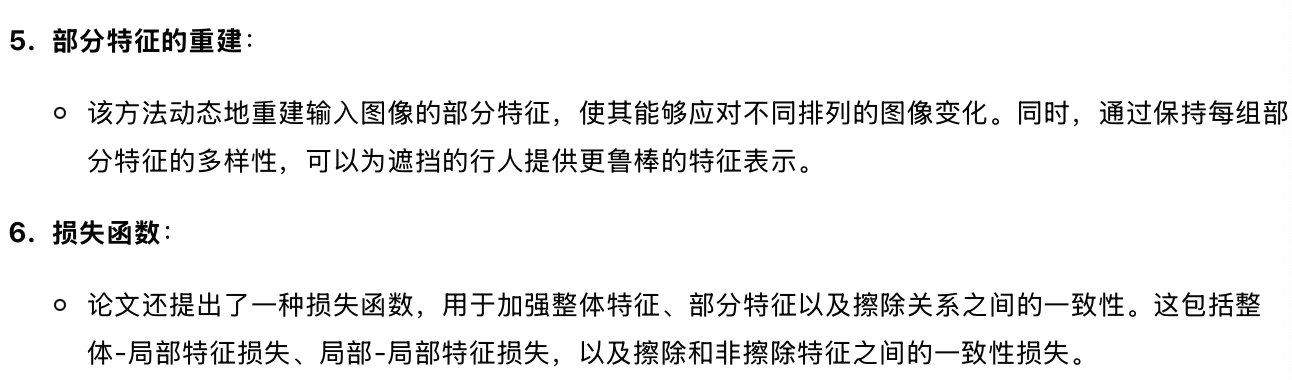 5. 部分特征的重建：
该方法动态地重建输入图像的部分特征，使其能够应对不同排列的图像变化。同时，通过保持每组部
分特征的多样性，可以为遮挡的行人提供更鲁棒的特征表示。
6. 损失函数：
论文还提出了一种损失函数，用于加强整体特征、部分特征以及擦除关系之间的一致性。这包括整
体-局部特征损失、局部-局部特征损失，以及擦除和非擦除特征之间的一致性损失。